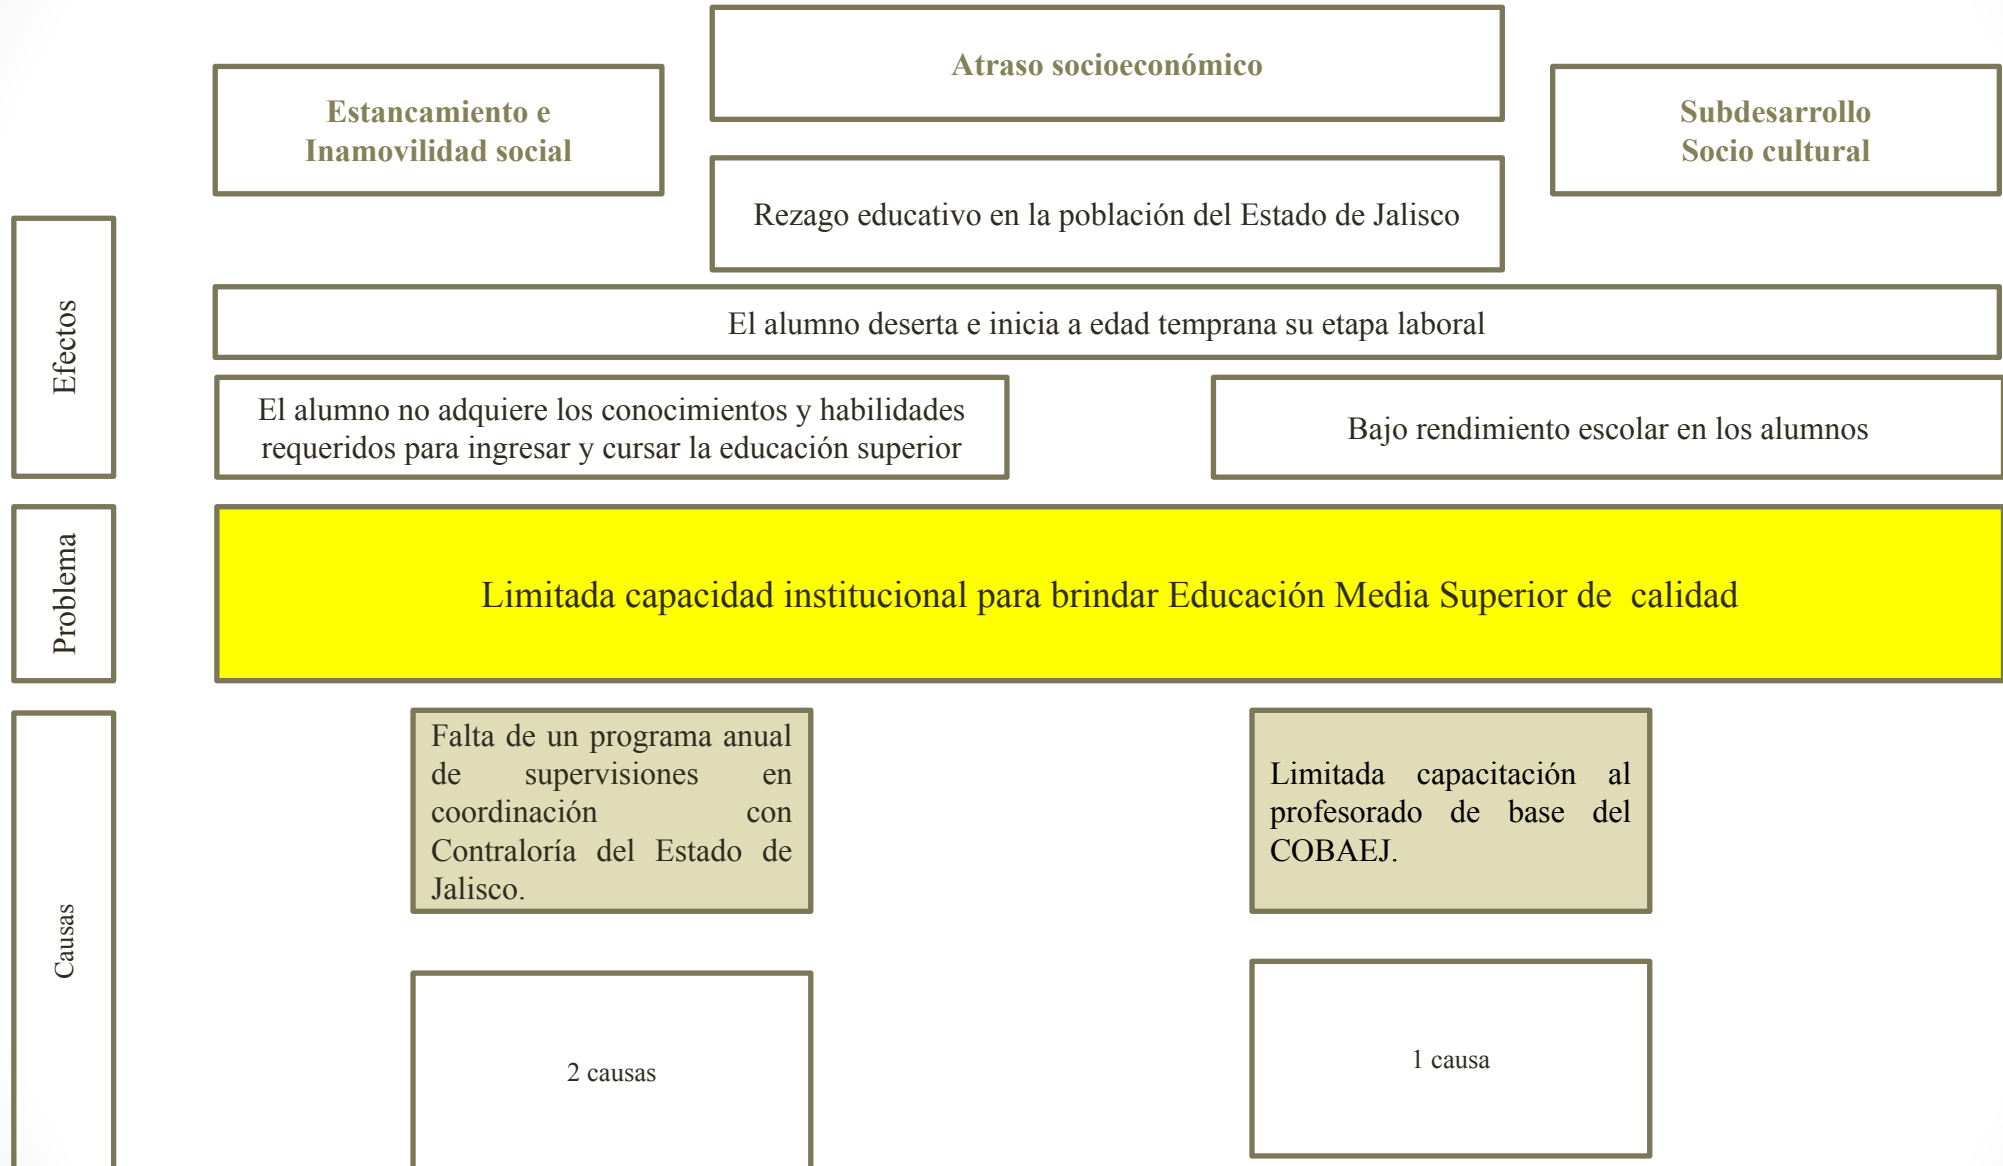 Atraso socioeconómico
Estancamiento e
Inamovilidad social
Subdesarrollo
Socio cultural
Rezago educativo en la población del Estado de Jalisco
Efectos
El alumno deserta e inicia a edad temprana su etapa laboral
El alumno no adquiere los conocimientos y habilidades
requeridos para ingresar y cursar la educación superior
Bajo rendimiento escolar en los alumnos
Problema
Limitada capacidad institucional para brindar Educación Media Superior de calidad
Causas
Falta de un programa anual
de supervisiones en
coordinación con
Contraloría del Estado de
Jalisco.
Limitada capacitación al
profesorado de base del
COBAEJ.
2 causas
1 causa